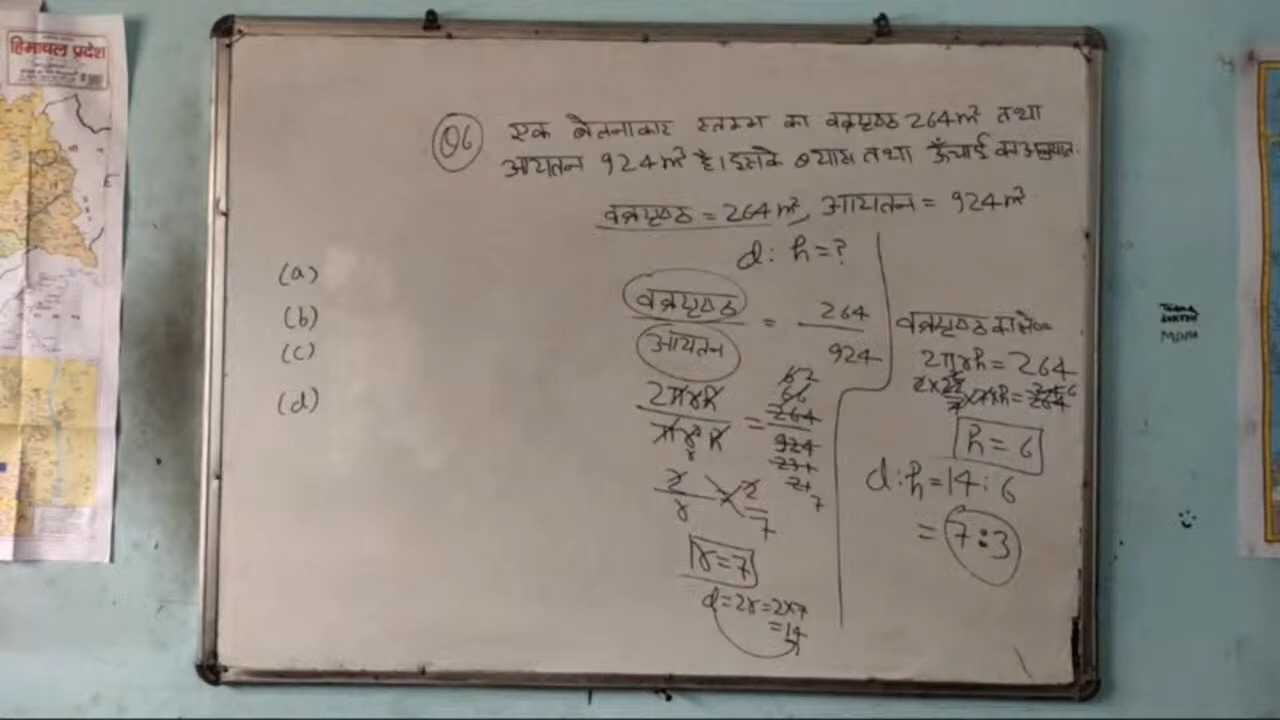 हिमाचल प्रदेश
Q6 एक बेलनाकार स्तम्भ का वक्रपृष्ठ 264m² तथा
आयतन 924m³ है। इसके व्यास तथा ऊँचाई का अनुपात:
वक्रपृष्ठ = 264m², आयतन = 924m³
d : h = ?
(a)
(b)
(c)
(d)
वक्रपृष्ठ / आयतन = 264 / 924
2πrh / πr²h = 264 / 924
2 / r = 2 / 7
r = 7
d = 2r = 2×7
= 14
वक्रपृष्ठ का क्षे॰
2πrh = 264
h = 6
d : h = 14 : 6
= 7 : 3